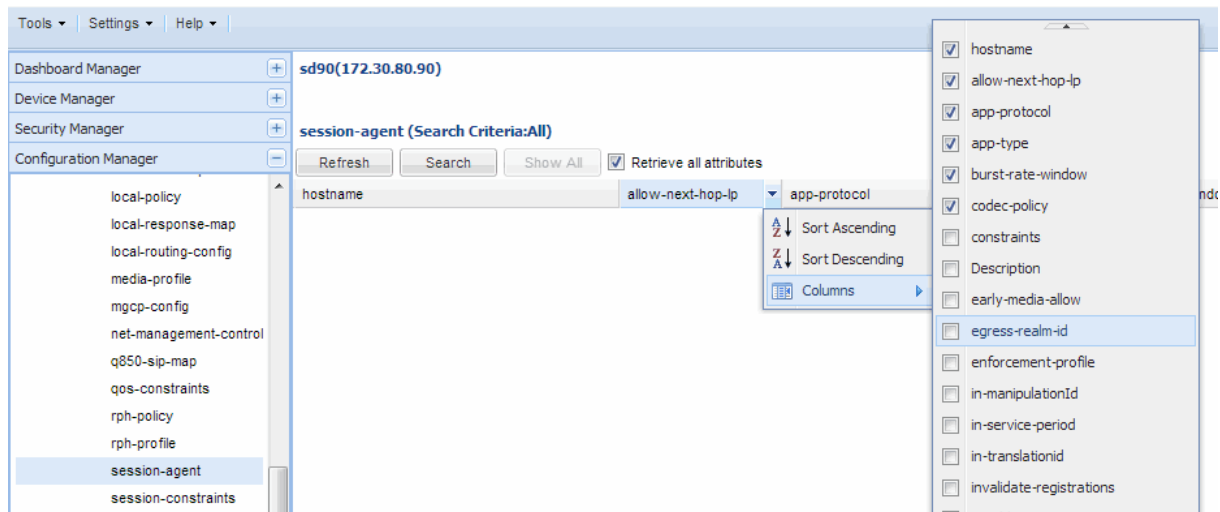 Tools Settings Help
Dashboard Manager
Device Manager
Security Manager
Configuration Manager
local-policy
local-response-map
local-routing-config
media-profile
mgcp-config
net-management-control
q850-sip-map
qos-constraints
rph-policy
rph-profile
session-agent
session-constraints
sd90(172.30.80.90)
session-agent (Search Criteria:All)
Refresh Search Show All Retrieve all attributes
hostname allow-next-hop-lp app-protocol
Sort Ascending
Sort Descending
Columns
hostname
allow-next-hop-lp
app-protocol
app-type
burst-rate-window
codec-policy
constraints
Description
early-media-allow
egress-realm-id
enforcement-profile
in-manipulationId
in-service-period
in-translationid
invalidate-registrations